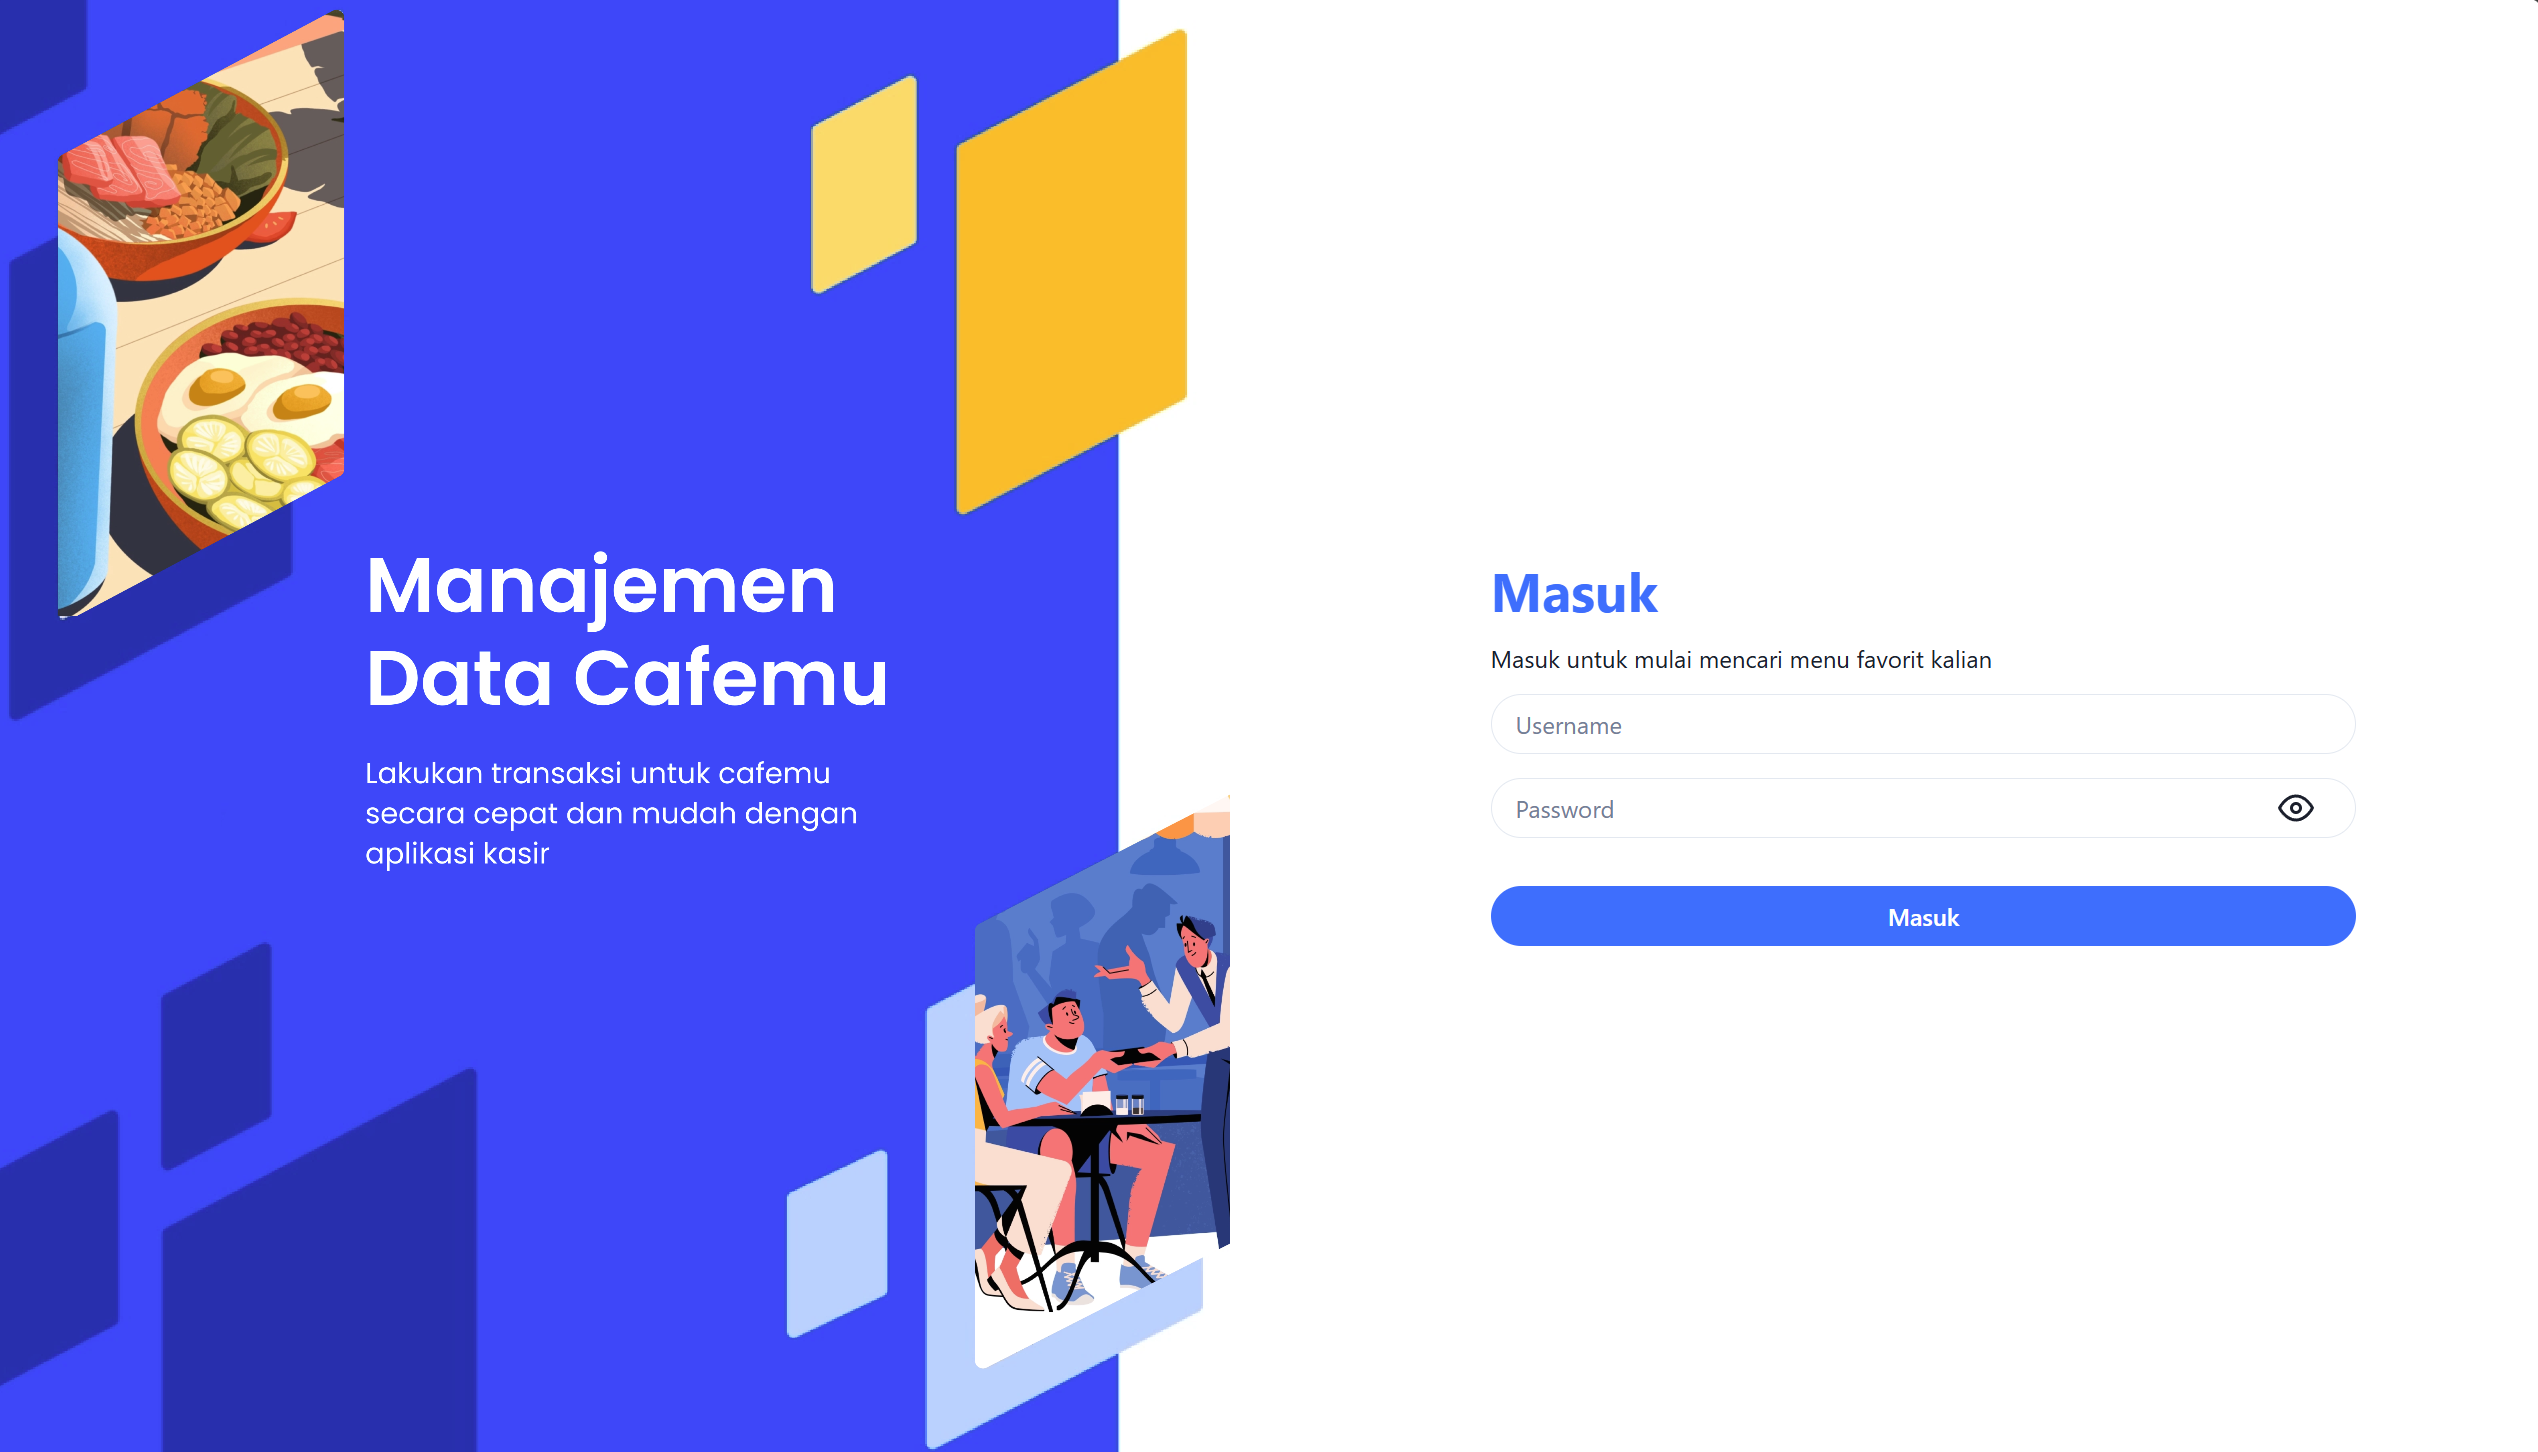 Manajemen
Data Cafemu
Lakukan transaksi untuk cafemu
secara cepat dan mudah dengan
aplikasi kasir
Masuk
Masuk untuk mulai mencari menu favorit kalian
Username
Password
Masuk